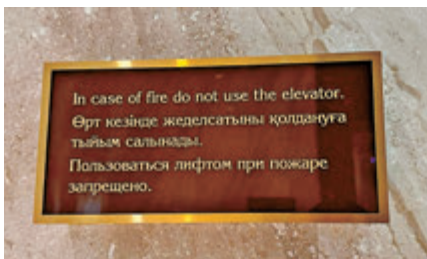 In case of fire do not use the elevator.
Өрт кезінде жеделсатыны қолдануға
тыйым салынады.
Пользоваться лифтом при пожаре
запрещено.